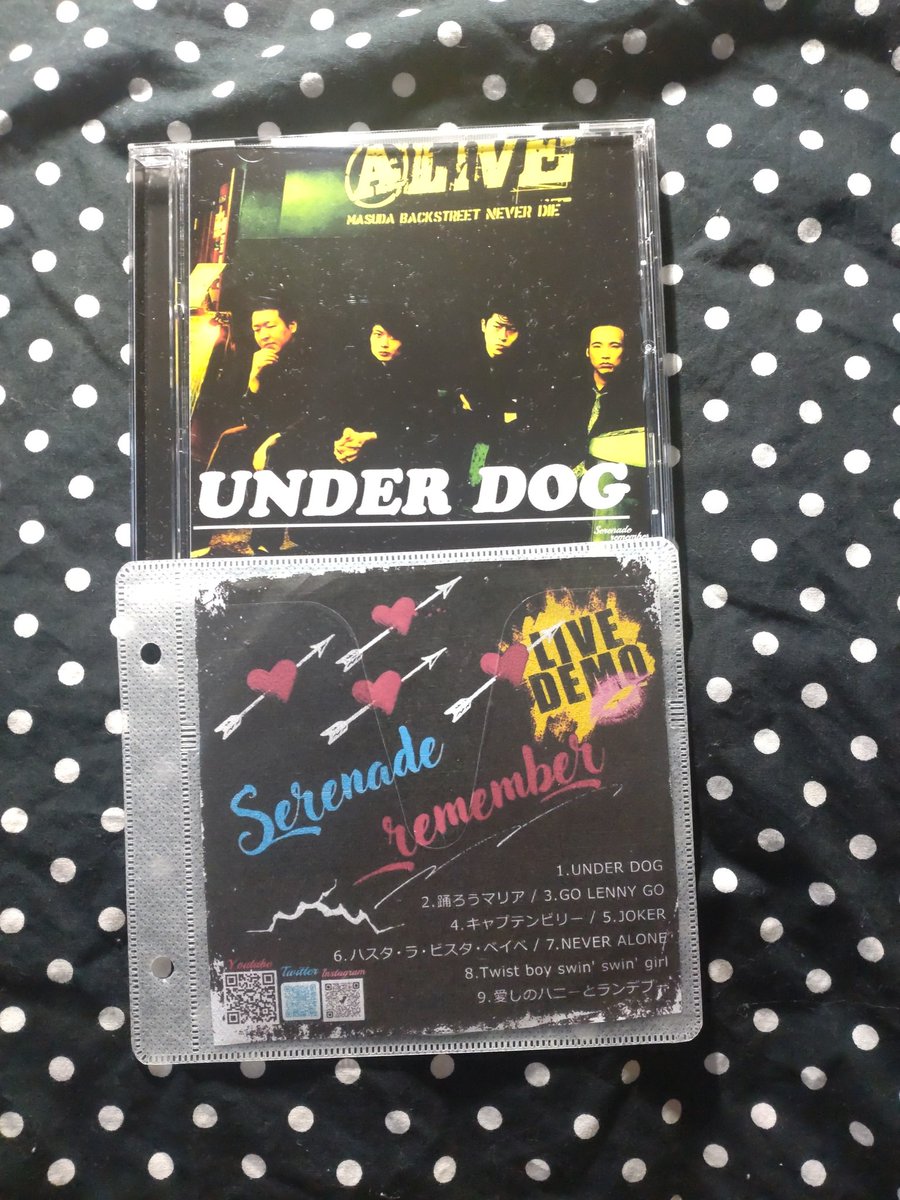 ALIVE
MASUDA BACKSTREET NEVER DIE
UNDER DOG
Serenade
remember
LIVE
DEMO
Serenade
remember
1.UNDER DOG
2.踊ろうマリア / 3.GO LENNY GO
4.キャプテンビリー / 5.JOKER
6.ハスタ・ラ・ビスタ・ベイベ / 7.NEVER ALONE
8.Twist boy swin' swin' girl
9.愛しのハニーとランデブー
Youtube Twitter Instagram